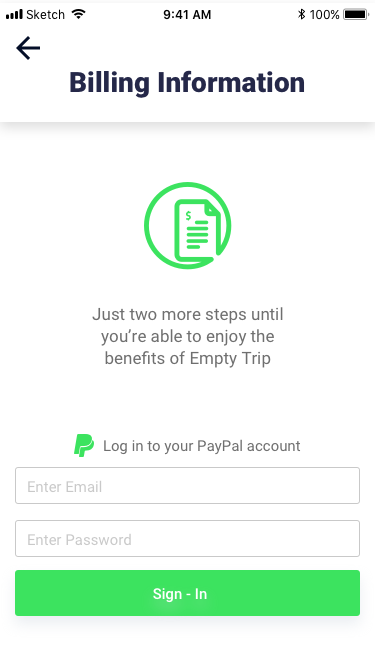 Sketch 9:41 AM 100%
Billing Information
$
Just two more steps until
you’re able to enjoy the
benefits of Empty Trip
Log in to your PayPal account
Enter Email
Enter Password
Sign - In